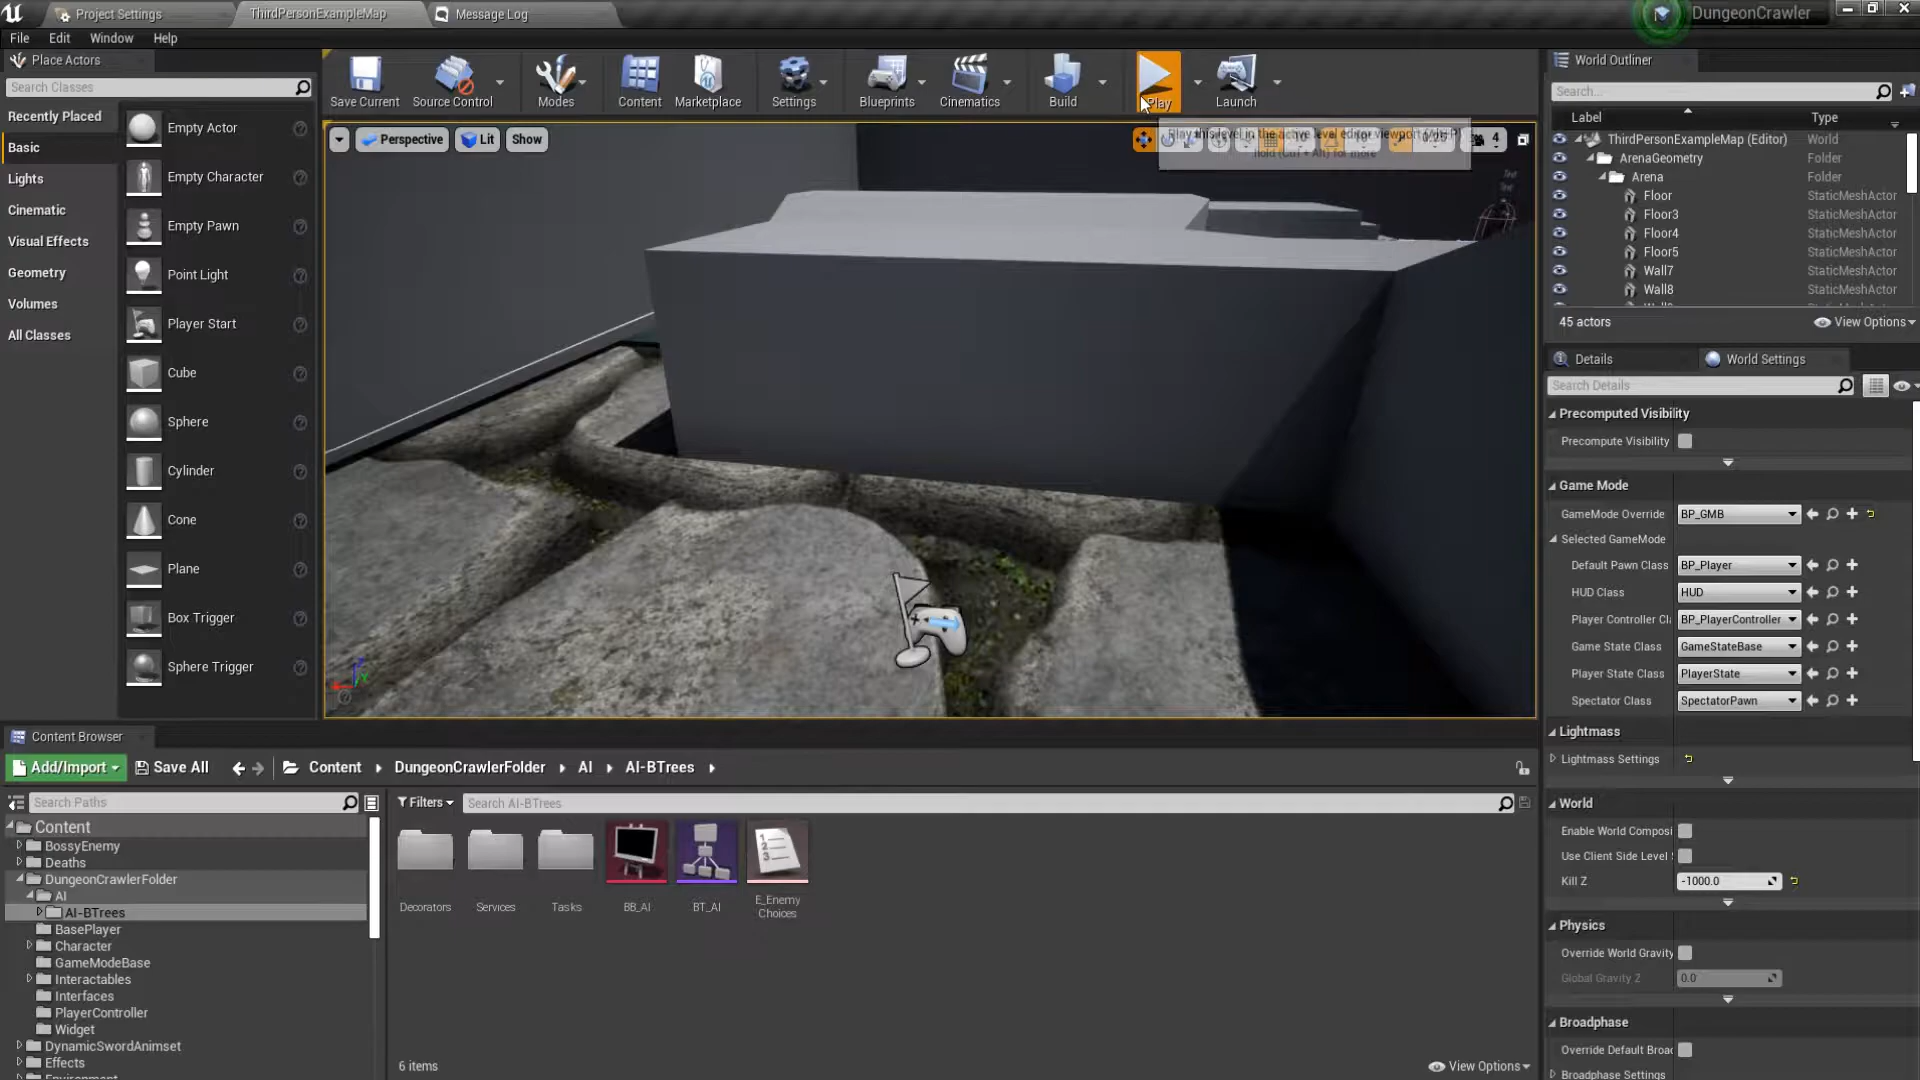 Project Settings
ThirdPersonExampleMap
Message Log
DungeonCrawler
File
Edit
Window
Help
Place Actors
Search Classes
Recently Placed
Basic
Lights
Cinematic
Visual Effects
Geometry
Volumes
All Classes
Empty Actor
Empty Character
Empty Pawn
Point Light
Player Start
Cube
Sphere
Cylinder
Cone
Plane
Box Trigger
Sphere Trigger
Save Current
Source Control
Modes
Content
Marketplace
Settings
Blueprints
Cinematics
Build
Play
Launch
Perspective
Lit
Show
Play this level in the active level editor viewport (Alt+P)
hold (Ctrl + Alt) for more
4
World Outliner
Search...
Label
Type
ThirdPersonExampleMap (Editor)
World
ArenaGeometry
Folder
Arena
Folder
Floor
StaticMeshActor
Floor3
StaticMeshActor
Floor4
StaticMeshActor
Floor5
StaticMeshActor
Wall7
StaticMeshActor
Wall8
StaticMeshActor
45 actors
View Options
Details
World Settings
Search Details
Precomputed Visibility
Precompute Visibility
Game Mode
GameMode Override
BP_GMB
Selected GameMode
Default Pawn Class
BP_Player
HUD Class
HUD
Player Controller Cl
BP_PlayerController
Game State Class
GameStateBase
Player State Class
PlayerState
Spectator Class
SpectatorPawn
Lightmass
Lightmass Settings
World
Enable World Composi
Use Client Side Level
Kill Z
-1000.0
Physics
Override World Gravity
Global Gravity Z
0.0
Broadphase
Override Default Broad
Broadphase Settings
Content Browser
Add/Import
Save All
Content
DungeonCrawlerFolder
AI
AI-BTrees
Search Paths
Content
BossyEnemy
Deaths
DungeonCrawlerFolder
AI
AI-BTrees
BasePlayer
Character
GameModeBase
Interactables
Interfaces
PlayerController
Widget
DynamicSwordAnimset
Effects
Filters
Search AI-BTrees
Decorators
Services
Tasks
BB_AI
BT_AI
E_Enemy
Choices
6 items
View Options